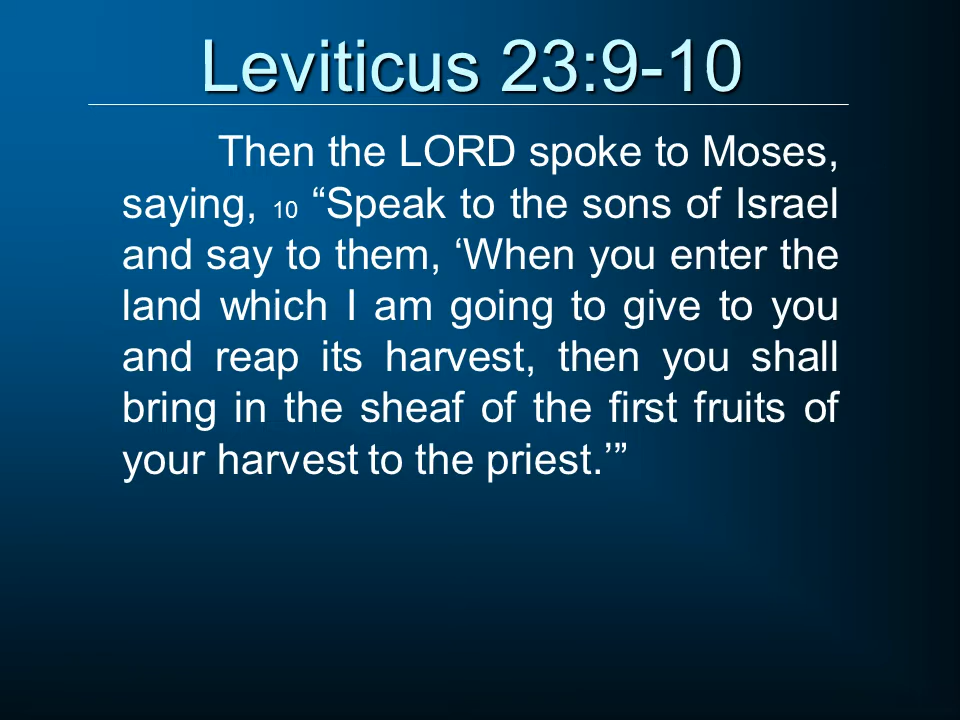 Leviticus 23:9-10
Then the LORD spoke to Moses,
saying, 10 “Speak to the sons of Israel
and say to them, ‘When you enter the
land which I am going to give to you
and reap its harvest, then you shall
bring in the sheaf of the first fruits of
your harvest to the priest.’”